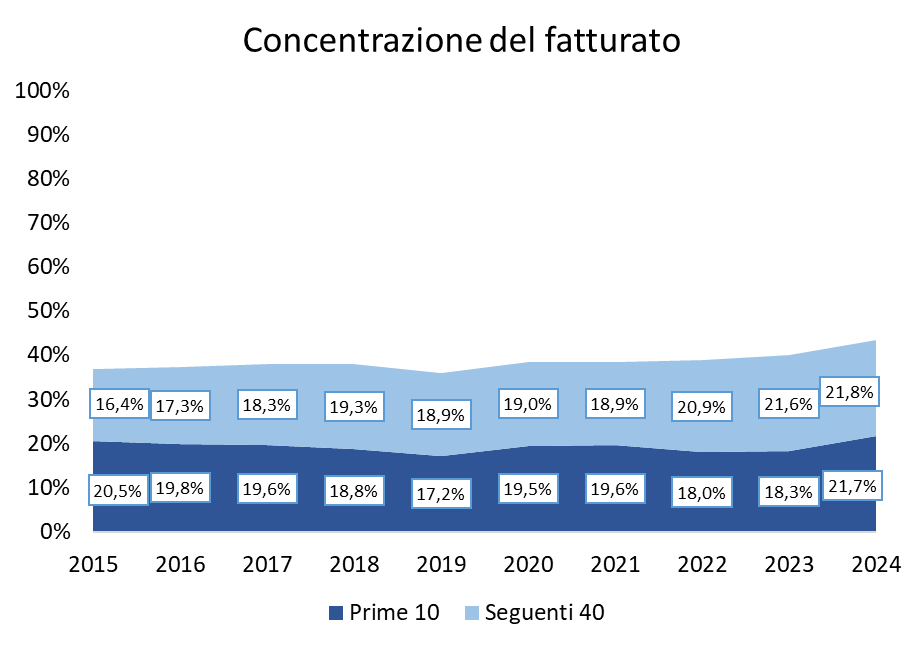 Concentrazione del fatturato
100%
90%
80%
70%
60%
50%
40%
30%
20%
10%
0%
16,4% 17,3% 18,3% 19,3% 18,9% 19,0% 18,9% 20,9% 21,6% 21,8%
20,5% 19,8% 19,6% 18,8% 17,2% 19,5% 19,6% 18,0% 18,3% 21,7%
2015 2016 2017 2018 2019 2020 2021 2022 2023 2024
Prime 10 Seguenti 40